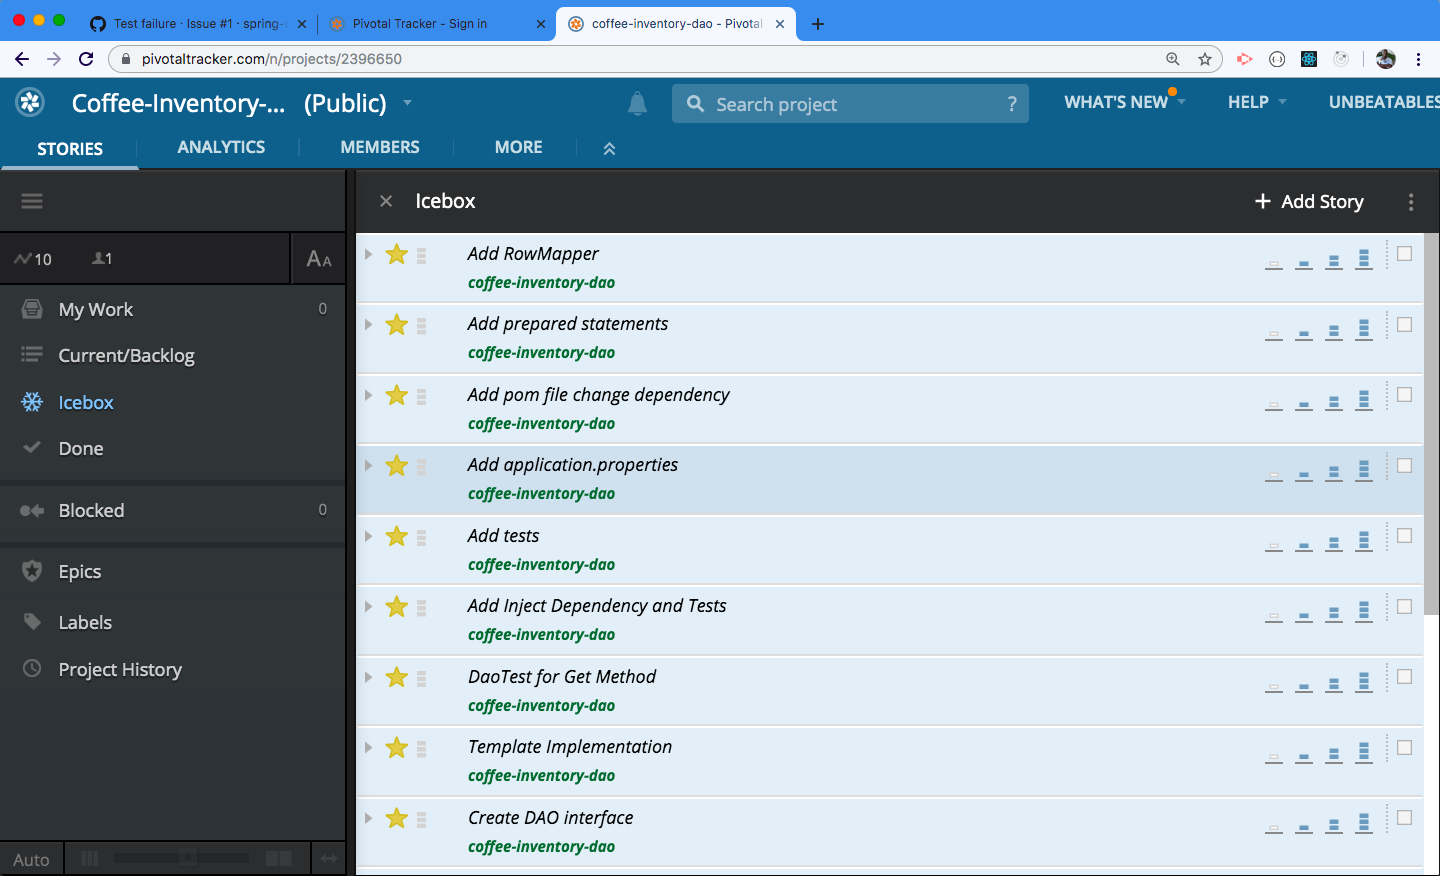 Test failure · Issue #1 · spring-
Pivotal Tracker - Sign in
coffee-inventory-dao - Pivotal
pivotaltracker.com/n/projects/2396650
Coffee-Inventory-... (Public)
Search project ?
WHAT'S NEW
HELP
UNBEATABLES
STORIES
ANALYTICS
MEMBERS
MORE
Icebox
+ Add Story
10
1
AA
My Work 0
Current/Backlog
Icebox
Done
Blocked 0
Epics
Labels
Project History
Auto
Add RowMapper
coffee-inventory-dao
Add prepared statements
coffee-inventory-dao
Add pom file change dependency
coffee-inventory-dao
Add application.properties
coffee-inventory-dao
Add tests
coffee-inventory-dao
Add Inject Dependency and Tests
coffee-inventory-dao
DaoTest for Get Method
coffee-inventory-dao
Template Implementation
coffee-inventory-dao
Create DAO interface
coffee-inventory-dao